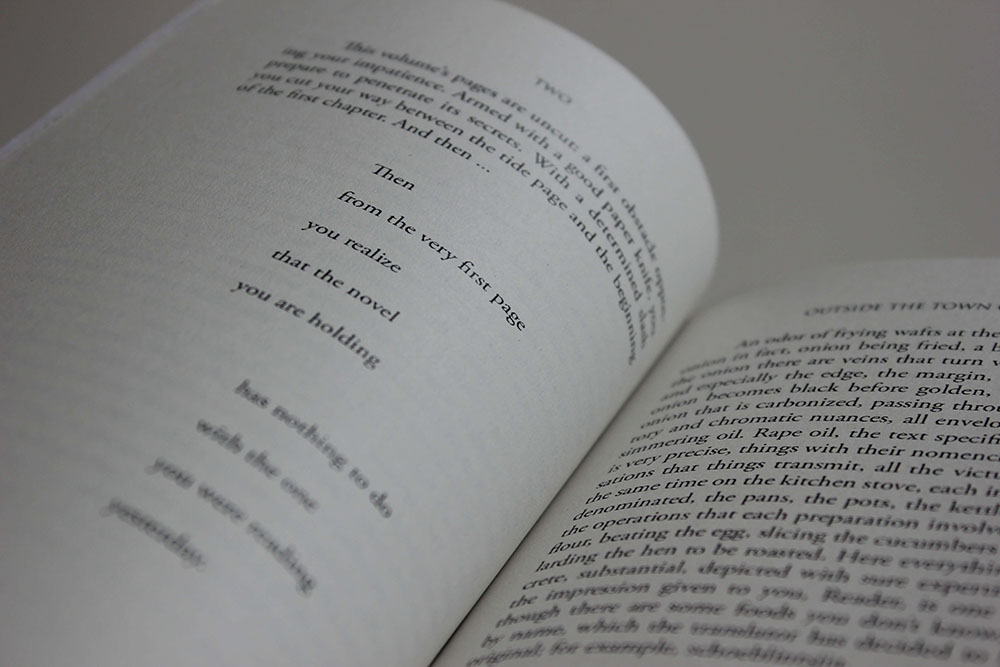 TWO
This volume's pages are uncut: a first obstacle oppos-
ing your impatience. Armed with a good paper knife, you
prepare to penetrate its secrets. With a determined slash
you cut your way between the tide page and the beginning
of the first chapter. And then ...
Then
from the very first page
you realize
that the novel
you are holding
has nothing to do
with the one
you were reading
yesterday.
OUTSIDE THE TOWN
An odor of frying wafts at the
onion in fact, onion being fried, a b
the onion there are veins that turn v
and especially the edge, the margin,
onion becomes black before golden,
onion that is carbonized, passing throu
tory and chromatic nuances, all envelo
simmering oil. Rape oil, the text specifi
is very precise, things with their nomenc
sations that things transmit, all the victu
the same time on the kitchen stove, each in
denominated, the pans, the pots, the kettl
the operations that each preparation involv
flour, beating the egg, slicing the cucumbers
larding the hen to be roasted. Here everythin
crete, substantial, depicted with sure experti
the impression given to you, Reader, is one
though there are some foods you don't know
by name, which the translator has decided to
original; for example, schoëblintsjia